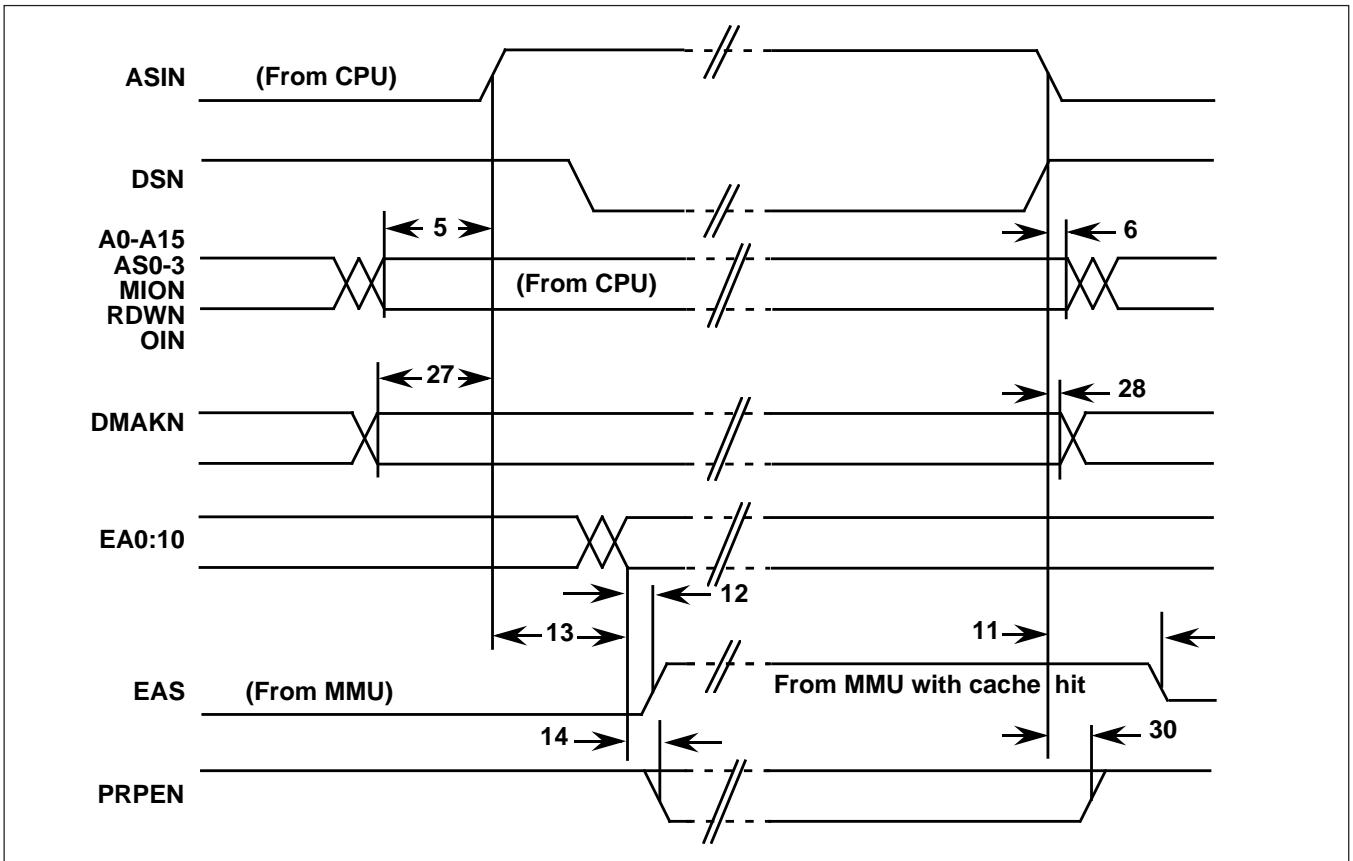 ASIN (From CPU)
DSN
5
6
A0-A15
AS0-3
MION
RDWN
OIN
(From CPU)
27
28
DMAKN
EA0:10
12
13
11
EAS (From MMU) From MMU with cache hit
14
30
PRPEN